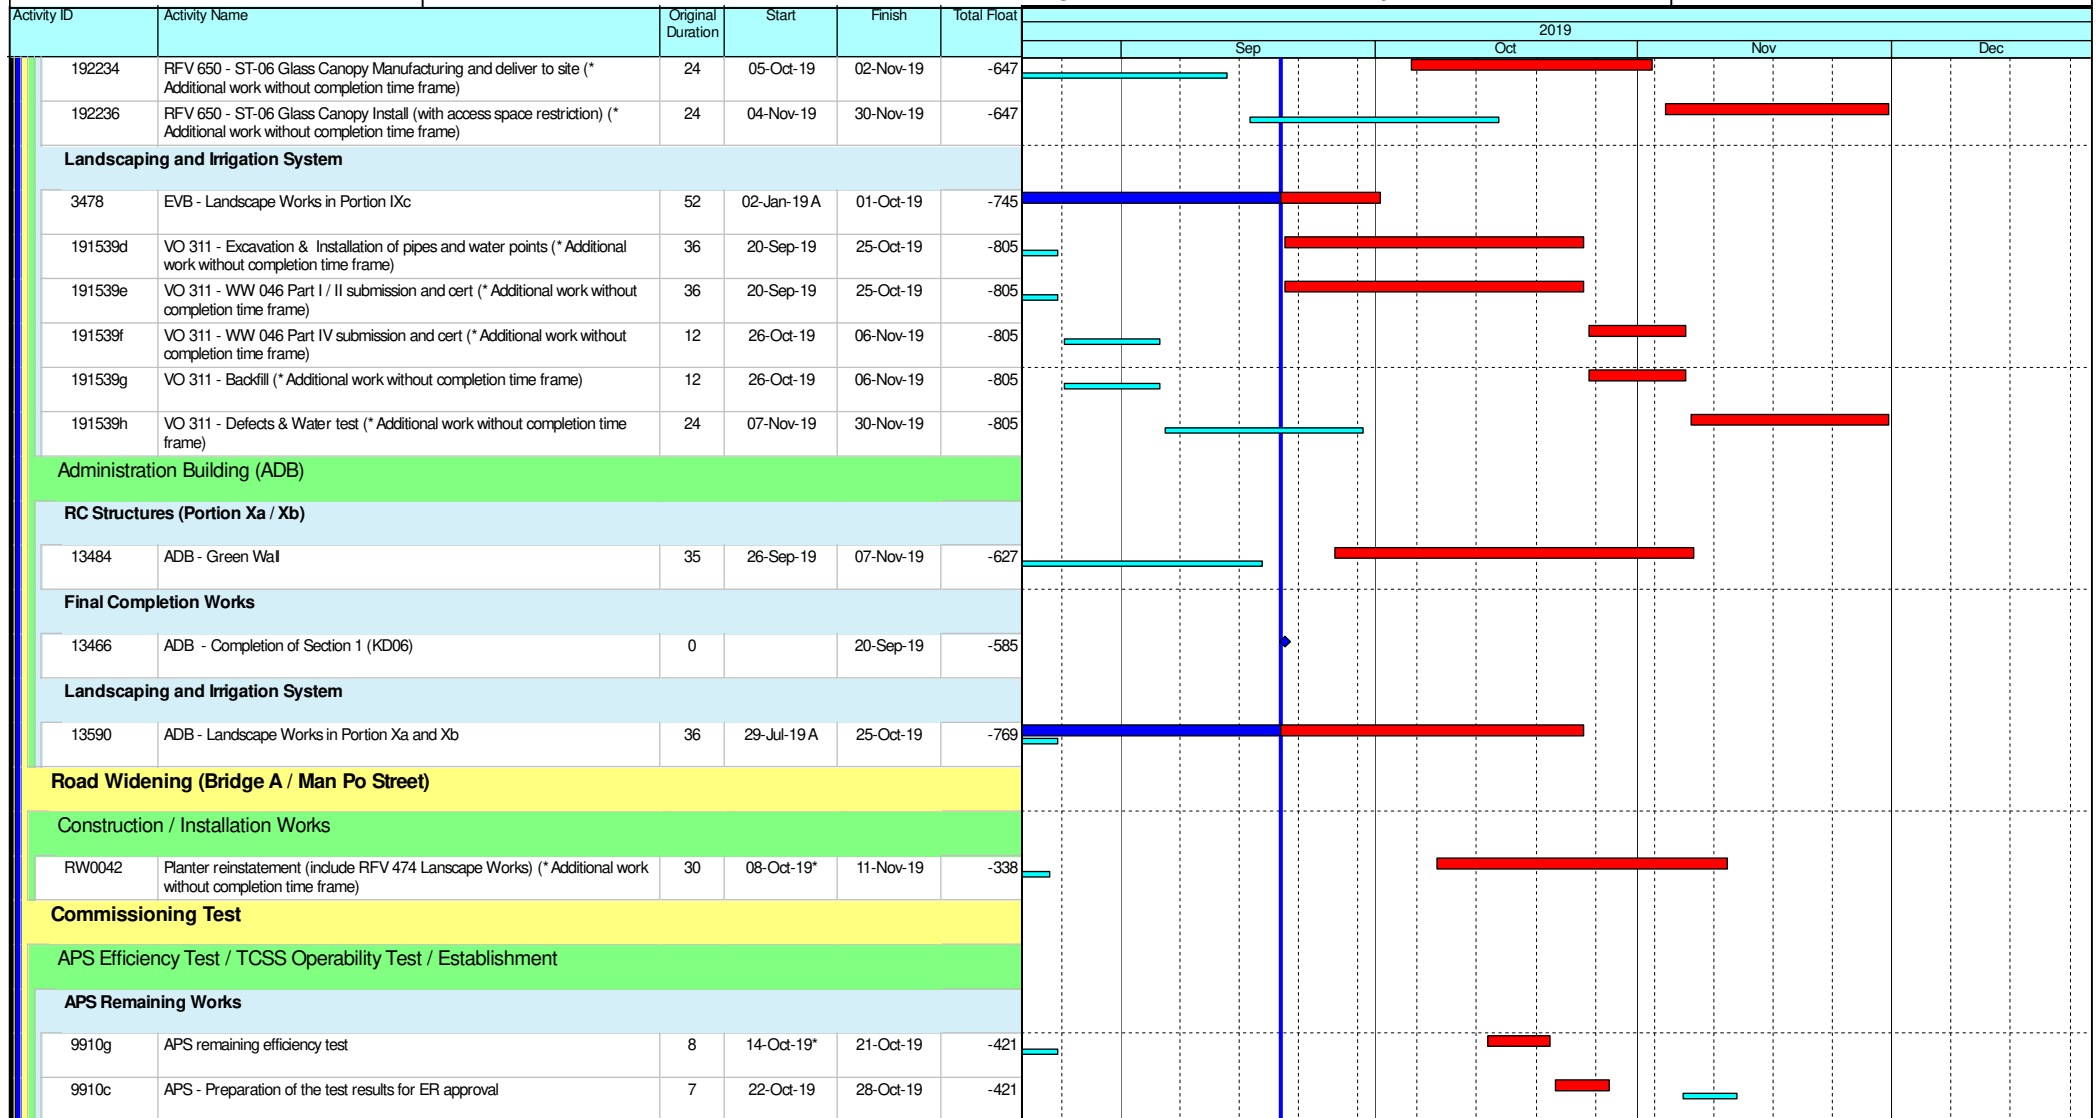 Activity ID Activity Name Original Duration Start Finish Total Float
2019
Sep Oct Nov Dec
192234 RFV 650 - ST-06 Glass Canopy Manufacturing and deliver to site (* 24 05-Oct-19 02-Nov-19 -647
Additional work without completion time frame)
192236 RFV 650 - ST-06 Glass Canopy Install (with access space restriction) (* 24 04-Nov-19 30-Nov-19 -647
Additional work without completion time frame)
Landscaping and Irrigation System
3478 EVB - Landscape Works in Portion IXc 52 02-Jan-19 A 01-Oct-19 -745
191539d VO 311 - Excavation & Installation of pipes and water points (* Additional 36 20-Sep-19 25-Oct-19 -805
work without completion time frame)
191539e VO 311 - WW 046 Part I / II submission and cert (* Additional work without 36 20-Sep-19 25-Oct-19 -805
completion time frame)
191539f VO 311 - WW 046 Part IV submission and cert (* Additional work without 12 26-Oct-19 06-Nov-19 -805
completion time frame)
191539g VO 311 - Backfill (* Additional work without completion time frame) 12 26-Oct-19 06-Nov-19 -805
191539h VO 311 - Defects & Water test (* Additional work without completion time 24 07-Nov-19 30-Nov-19 -805
frame)
Administration Building (ADB)
RC Structures (Portion Xa / Xb)
13484 ADB - Green Wall 35 26-Sep-19 07-Nov-19 -627
Final Completion Works
13466 ADB - Completion of Section 1 (KD06) 0 20-Sep-19 -585
Landscaping and Irrigation System
13590 ADB - Landscape Works in Portion Xa and Xb 36 29-Jul-19 A 25-Oct-19 -769
Road Widening (Bridge A / Man Po Street)
Construction / Installation Works
RW0042 Planter reinstatement (include RFV 474 Lanscape Works) (* Additional work 30 08-Oct-19* 11-Nov-19 -338
without completion time frame)
Commissioning Test
APS Efficiency Test / TCSS Operability Test / Establishment
APS Remaining Works
9910g APS remaining efficiency test 8 14-Oct-19* 21-Oct-19 -421
9910c APS - Preparation of the test results for ER approval 7 22-Oct-19 28-Oct-19 -421